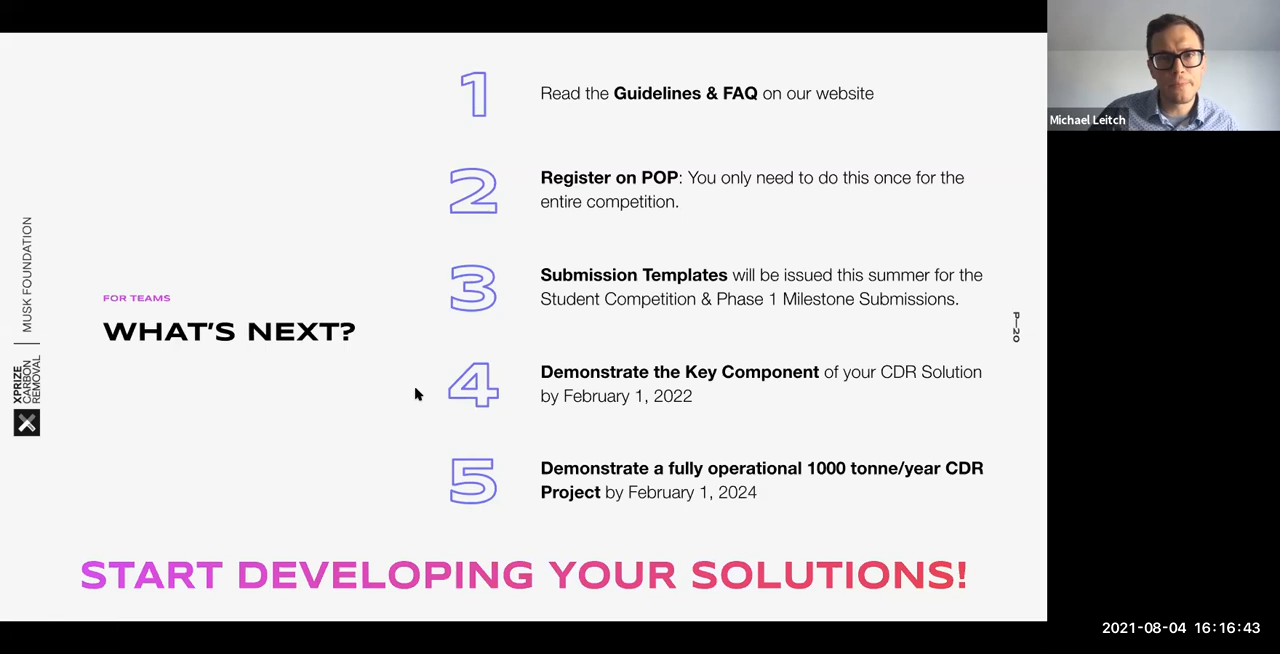 MUSK FOUNDATION
XPRIZE
CARBON
REMOVAL
FOR TEAMS
WHAT'S NEXT?
1
Read the Guidelines & FAQ on our website
2
Register on POP: You only need to do this once for the
entire competition.
3
Submission Templates will be issued this summer for the
Student Competition & Phase 1 Milestone Submissions.
4
Demonstrate the Key Component of your CDR Solution
by February 1, 2022
5
Demonstrate a fully operational 1000 tonne/year CDR
Project by February 1, 2024
P—20
START DEVELOPING YOUR SOLUTIONS!
Michael Leitch
2021-08-04 16:16:43